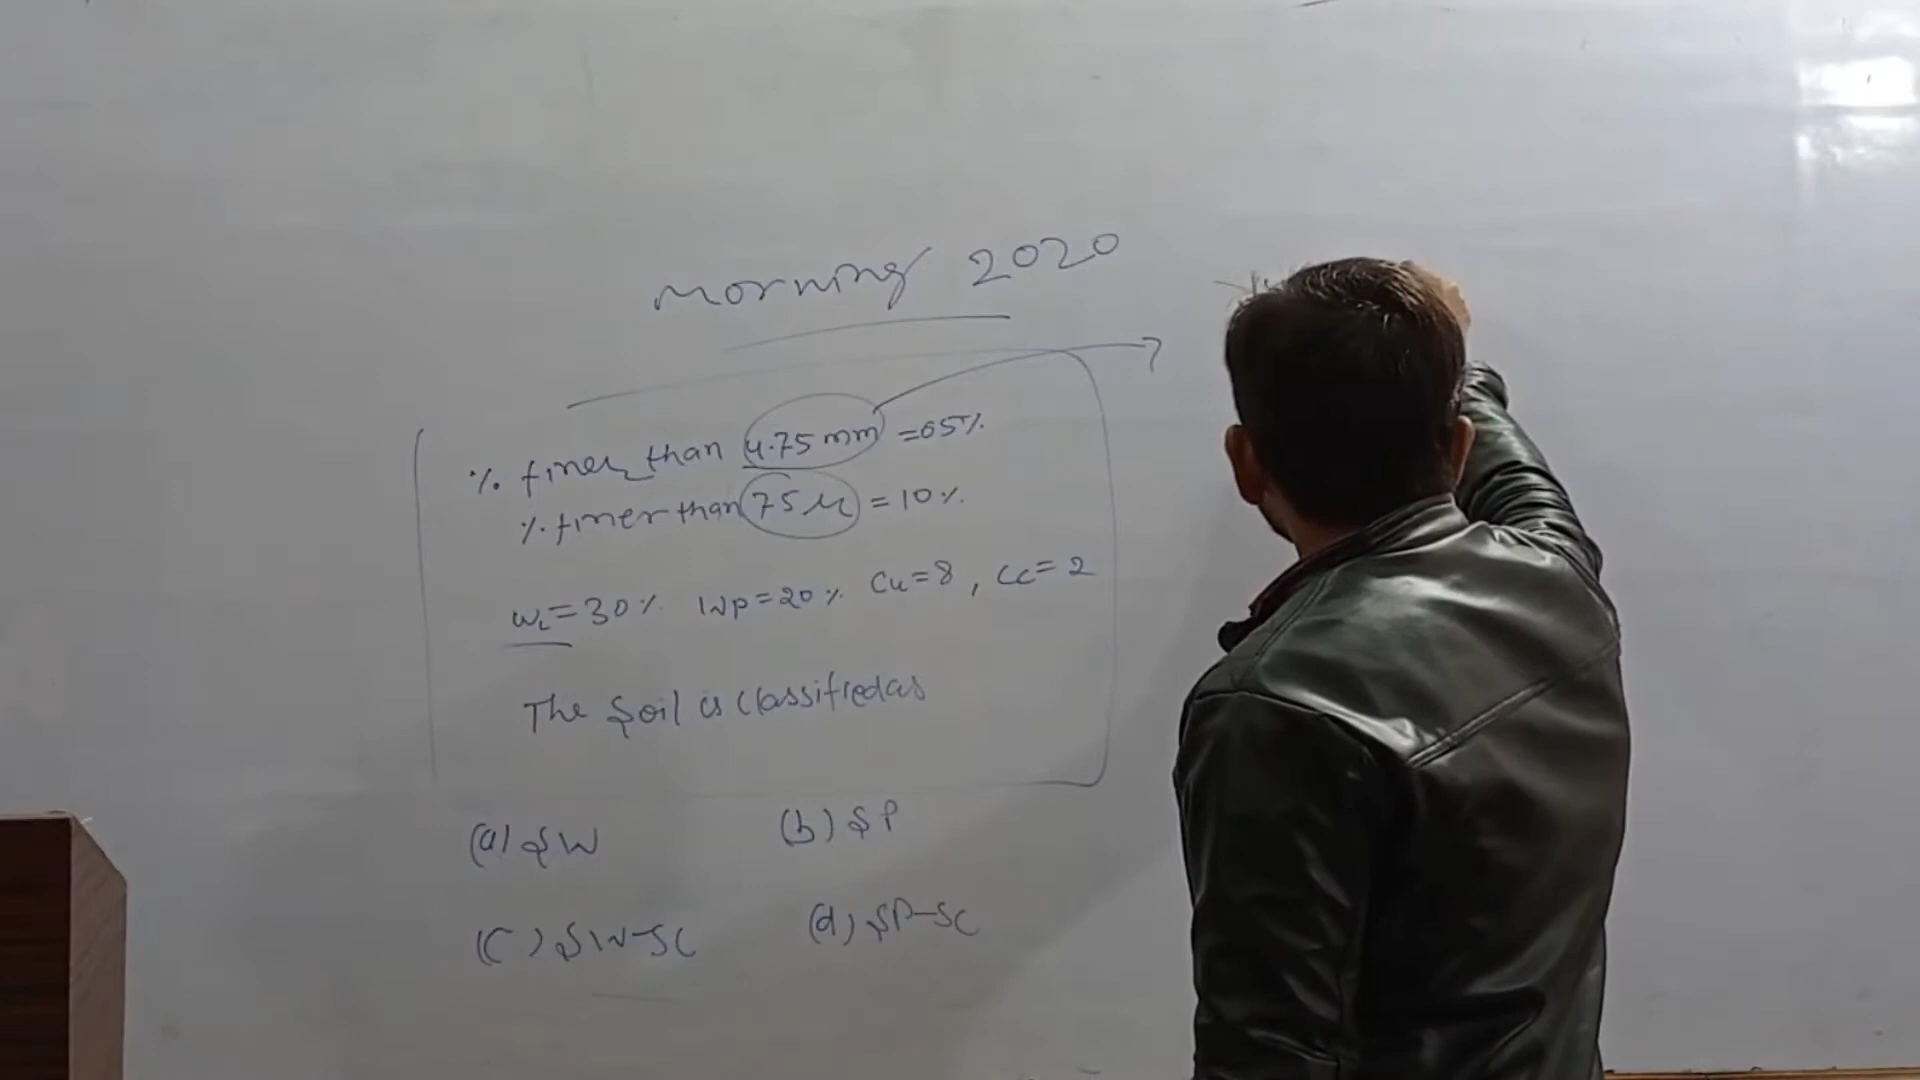 Morning 2020
% finer than 4.75 mm = 65%
% finer than 75 μ = 10%
WL = 30% Wp = 20% Cu = 8, Cc = 2
The Soil is classified as
(a) SW (b) SP
(C) SW-SC (d) SP-SC